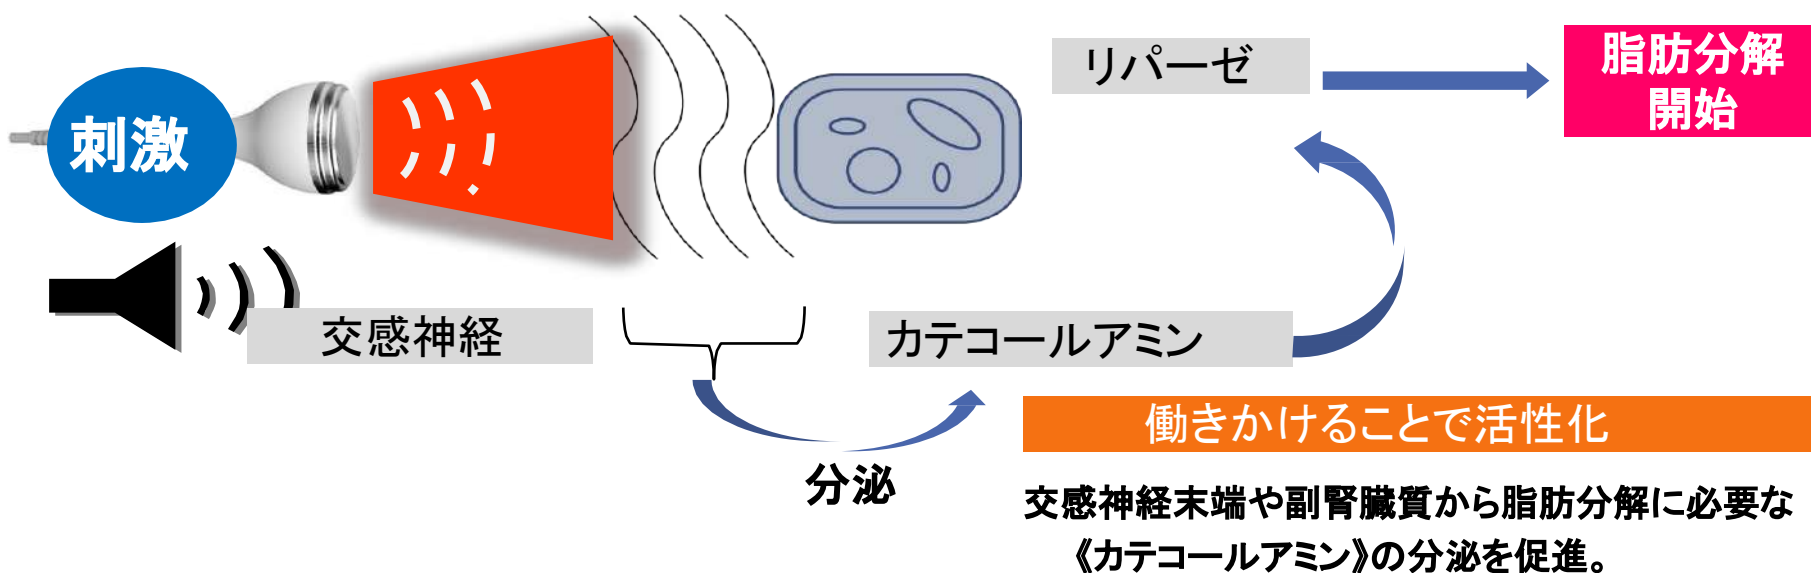 刺激
リパーゼ
脂肪分解
開始
交感神経
カテコールアミン
働きかけることで活性化
分泌
交感神経末端や副腎臓質から脂肪分解に必要な
《カテコールアミン》の分泌を促進。